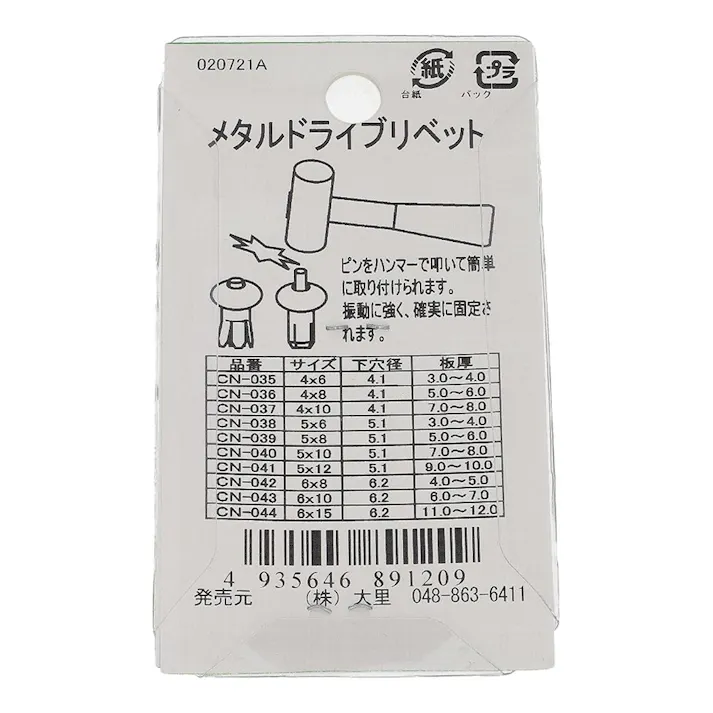 020721A
紙
プラ
台紙
パック
メタルドライブリベット
ピンをハンマーで叩いて簡単
に取り付けられます。
振動に強く、確実に固定さ
れます。
品番 サイズ 下穴径 板厚
CN-035 4×6 4.1 3.0～4.0
CN-036 4×8 4.1 5.0～6.0
CN-037 4×10 4.1 7.0～8.0
CN-038 5×6 5.1 3.0～4.0
CN-039 5×8 5.1 5.0～6.0
CN-040 5×10 5.1 7.0～8.0
CN-041 5×12 5.1 9.0～10.0
CN-042 6×8 6.2 4.0～5.0
CN-043 6×10 6.2 6.0～7.0
CN-044 6×15 6.2 11.0～12.0
4 935646 891209
発売元 （株）大里 048-863-6411